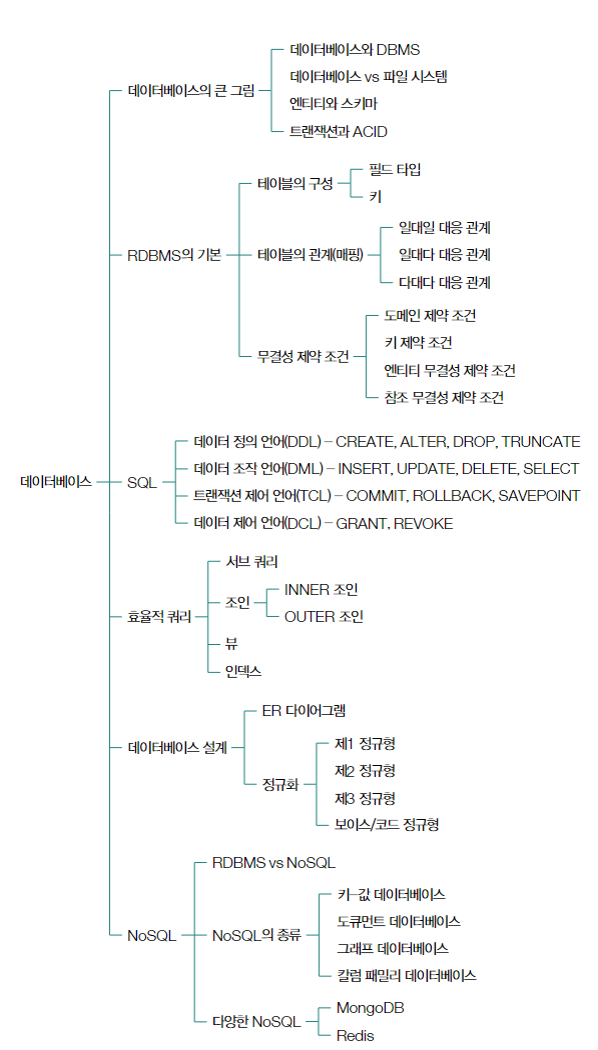 데이터베이스와 DBMS
데이터베이스의 큰 그림
데이터베이스 vs 파일 시스템
엔티티와 스키마
트랜잭션과 ACID
필드 타입
테이블의 구성
키
일대일 대응 관계
RDBMS의 기본
테이블의 관계(매핑)
일대다 대응 관계
다대다 대응 관계
도메인 제약 조건
키 제약 조건
무결성 제약 조건
엔티티 무결성 제약 조건
참조 무결성 제약 조건
데이터 정의 언어(DDL) – CREATE, ALTER, DROP, TRUNCATE
데이터 조작 언어(DML) – INSERT, UPDATE, DELETE, SELECT
데이터베이스
SQL
트랜잭션 제어 언어(TCL) – COMMIT, ROLLBACK, SAVEPOINT
데이터 제어 언어(DCL) – GRANT, REVOKE
서브 쿼리
INNER 조인
조인
효율적 쿼리
OUTER 조인
뷰
인덱스
ER 다이어그램
데이터베이스 설계
제1 정규형
제2 정규형
정규화
제3 정규형
보이스/코드 정규형
RDBMS vs NoSQL
키–값 데이터베이스
도큐먼트 데이터베이스
NoSQL
NoSQL의 종류
그래프 데이터베이스
칼럼 패밀리 데이터베이스
MongoDB
다양한 NoSQL
Redis